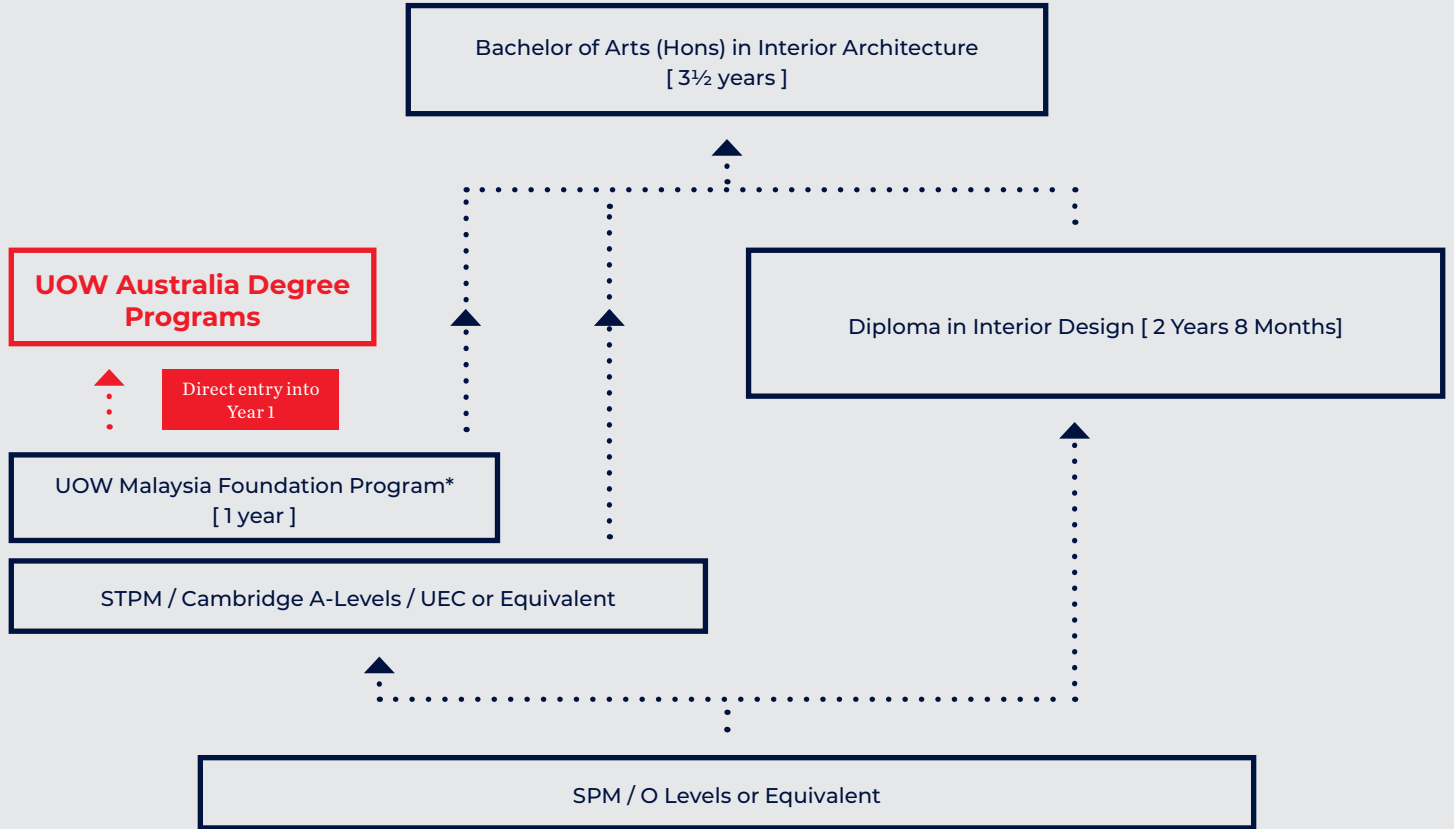 Bachelor of Arts (Hons) in Interior Architecture
[ 3½ years ]
UOW Australia Degree
Programs
Diploma in Interior Design [ 2 Years 8 Months]
Direct entry into
Year 1
UOW Malaysia Foundation Program*
[ 1 year ]
STPM / Cambridge A-Levels / UEC or Equivalent
SPM / O Levels or Equivalent